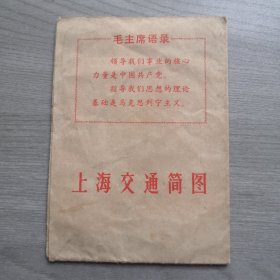 毛主席语录
领导我们事业的核心
力量是中国共产党。
指导我们思想的理论
基础是马克思列宁主义。
上海交通简图